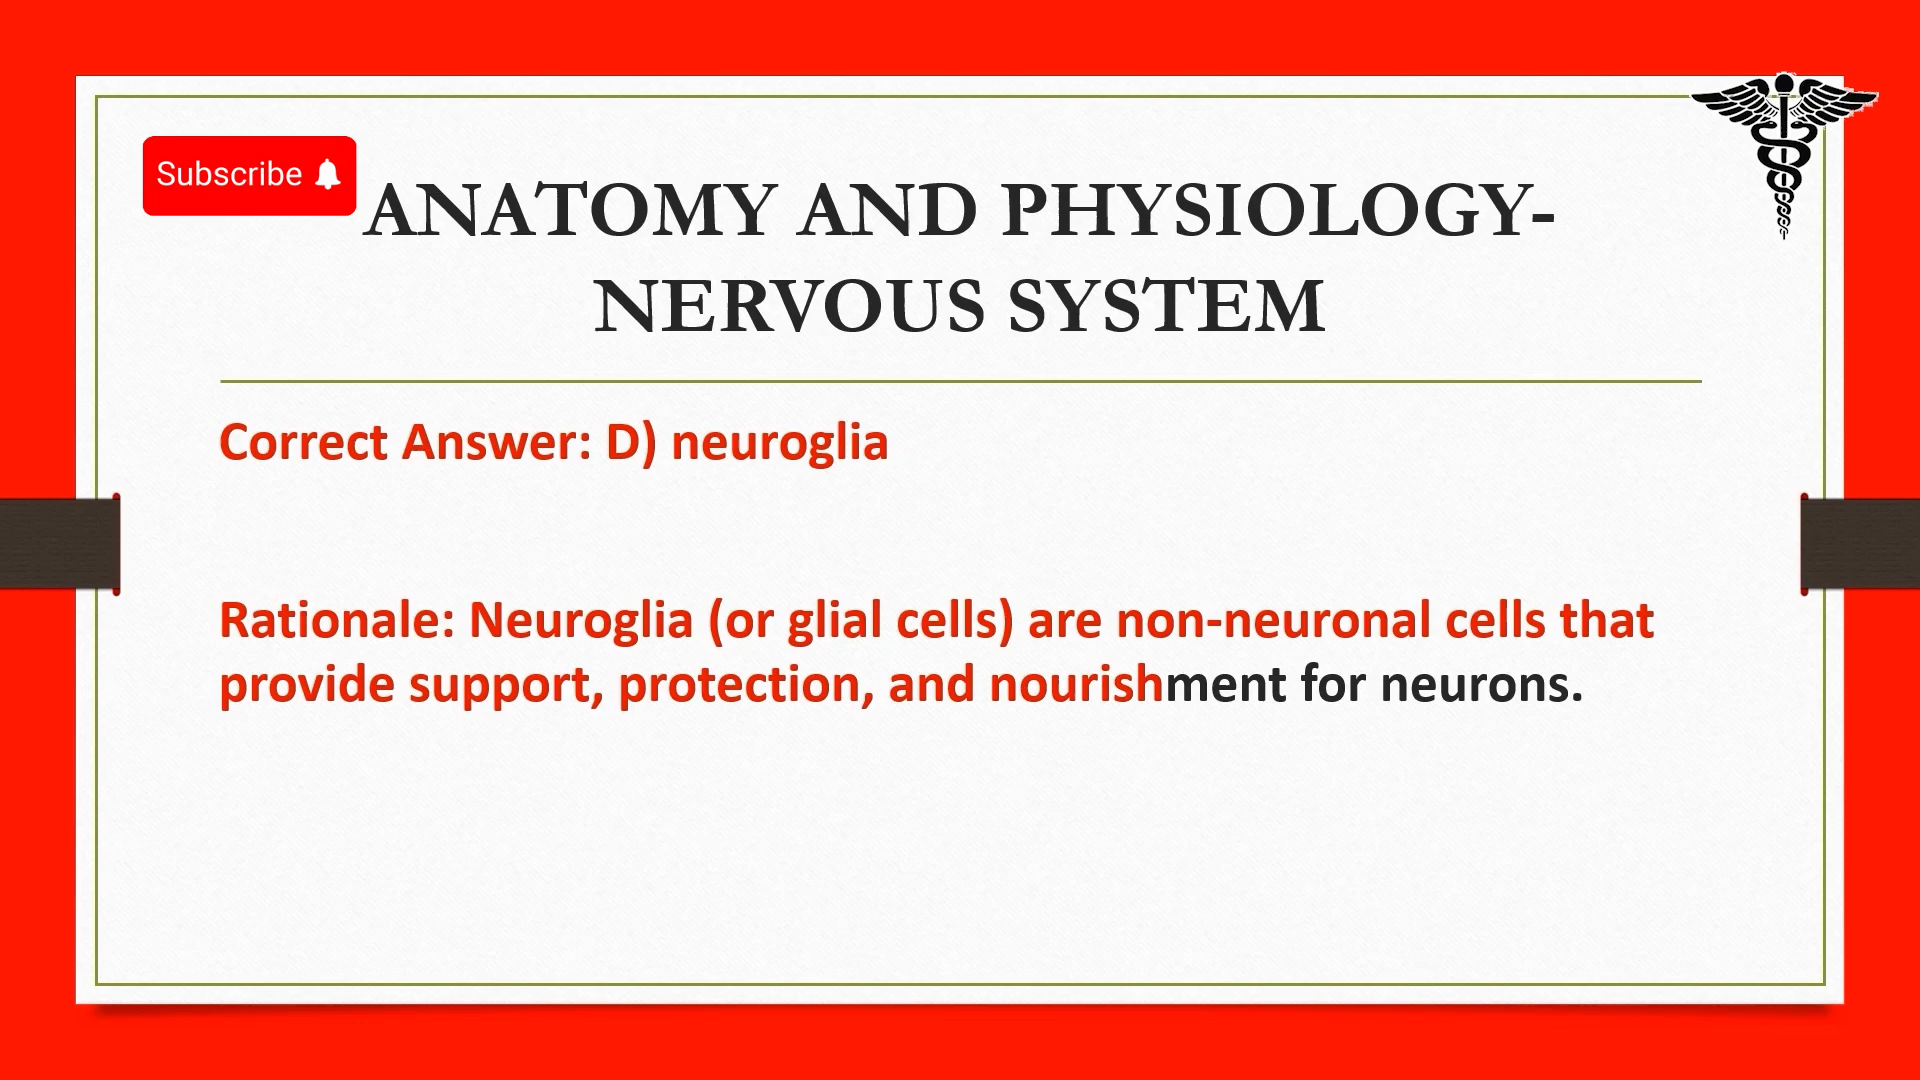 Subscribe
ANATOMY AND PHYSIOLOGY-
NERVOUS SYSTEM
Correct Answer: D) neuroglia
Rationale: Neuroglia (or glial cells) are non-neuronal cells that
provide support, protection, and nourishment for neurons.